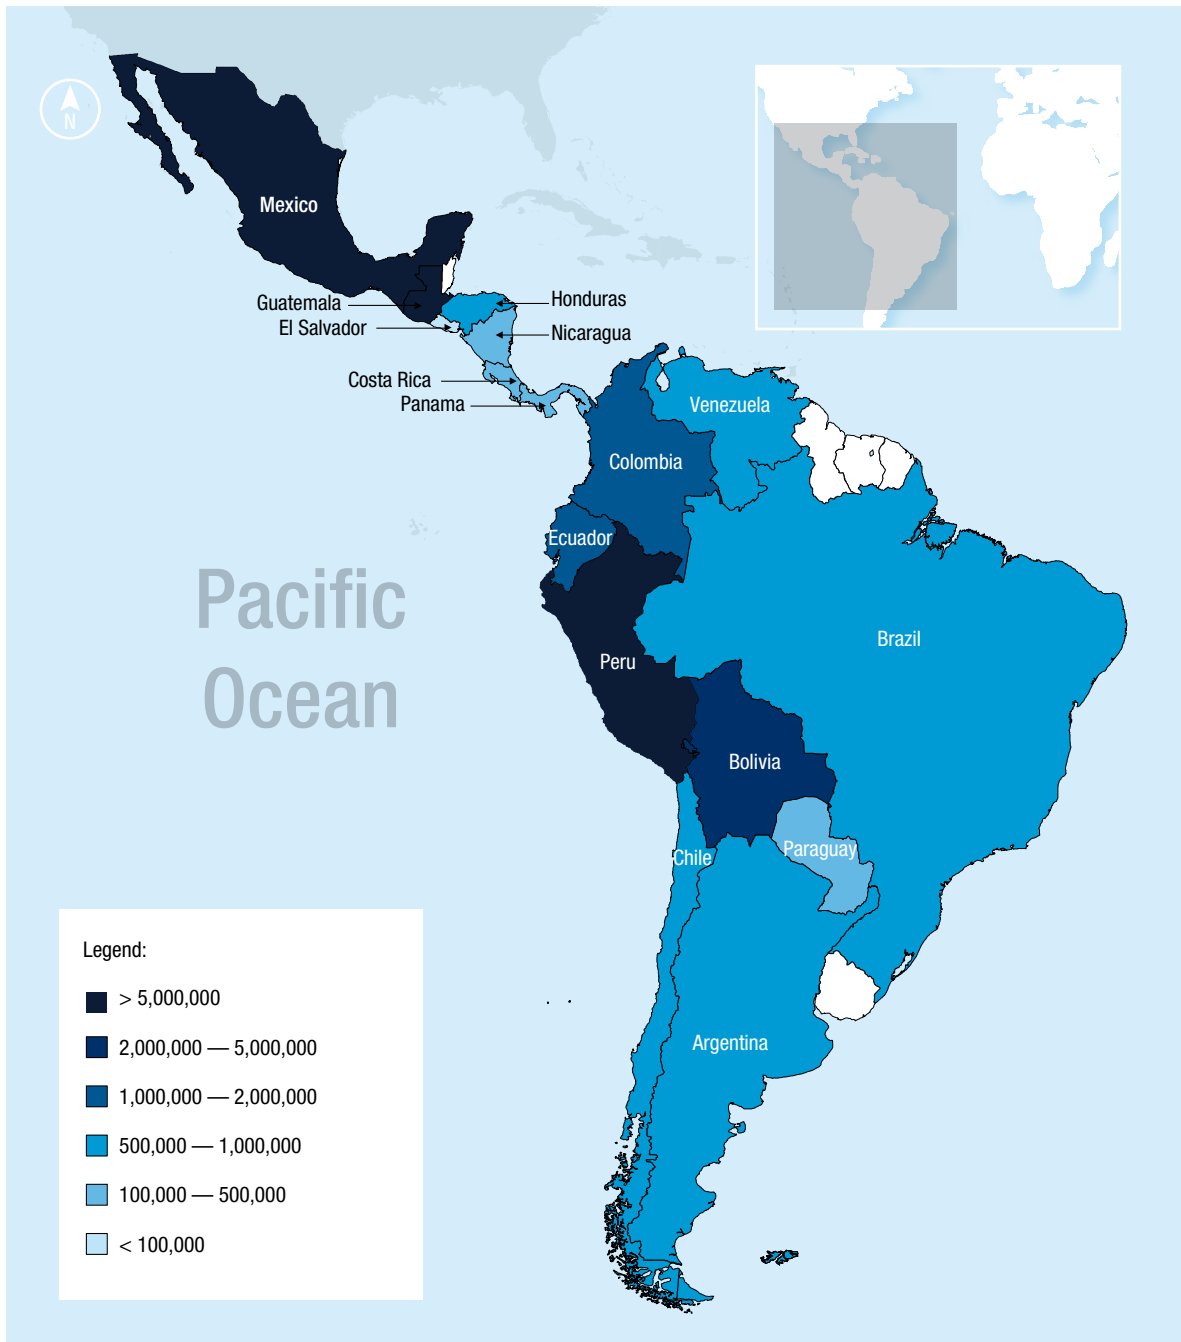 N
Mexico
Guatemala
Honduras
El Salvador
Nicaragua
Costa Rica
Panama
Venezuela
Colombia
Ecuador
Pacific
Ocean
Brazil
Peru
Bolivia
Paraguay
Chile
Argentina
Legend:
> 5,000,000
2,000,000 — 5,000,000
1,000,000 — 2,000,000
500,000 — 1,000,000
100,000 — 500,000
< 100,000